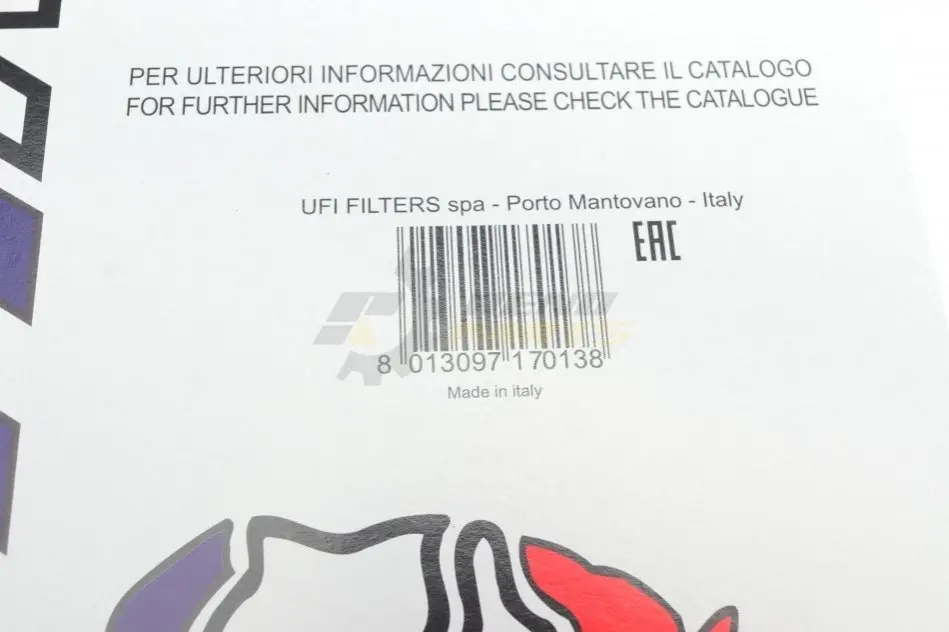 PER ULTERIORI INFORMAZIONI CONSULTARE IL CATALOGO
FOR FURTHER INFORMATION PLEASE CHECK THE CATALOGUE
UFI FILTERS spa - Porto Mantovano - Italy
EAC
8 013097 170138
Made in italy